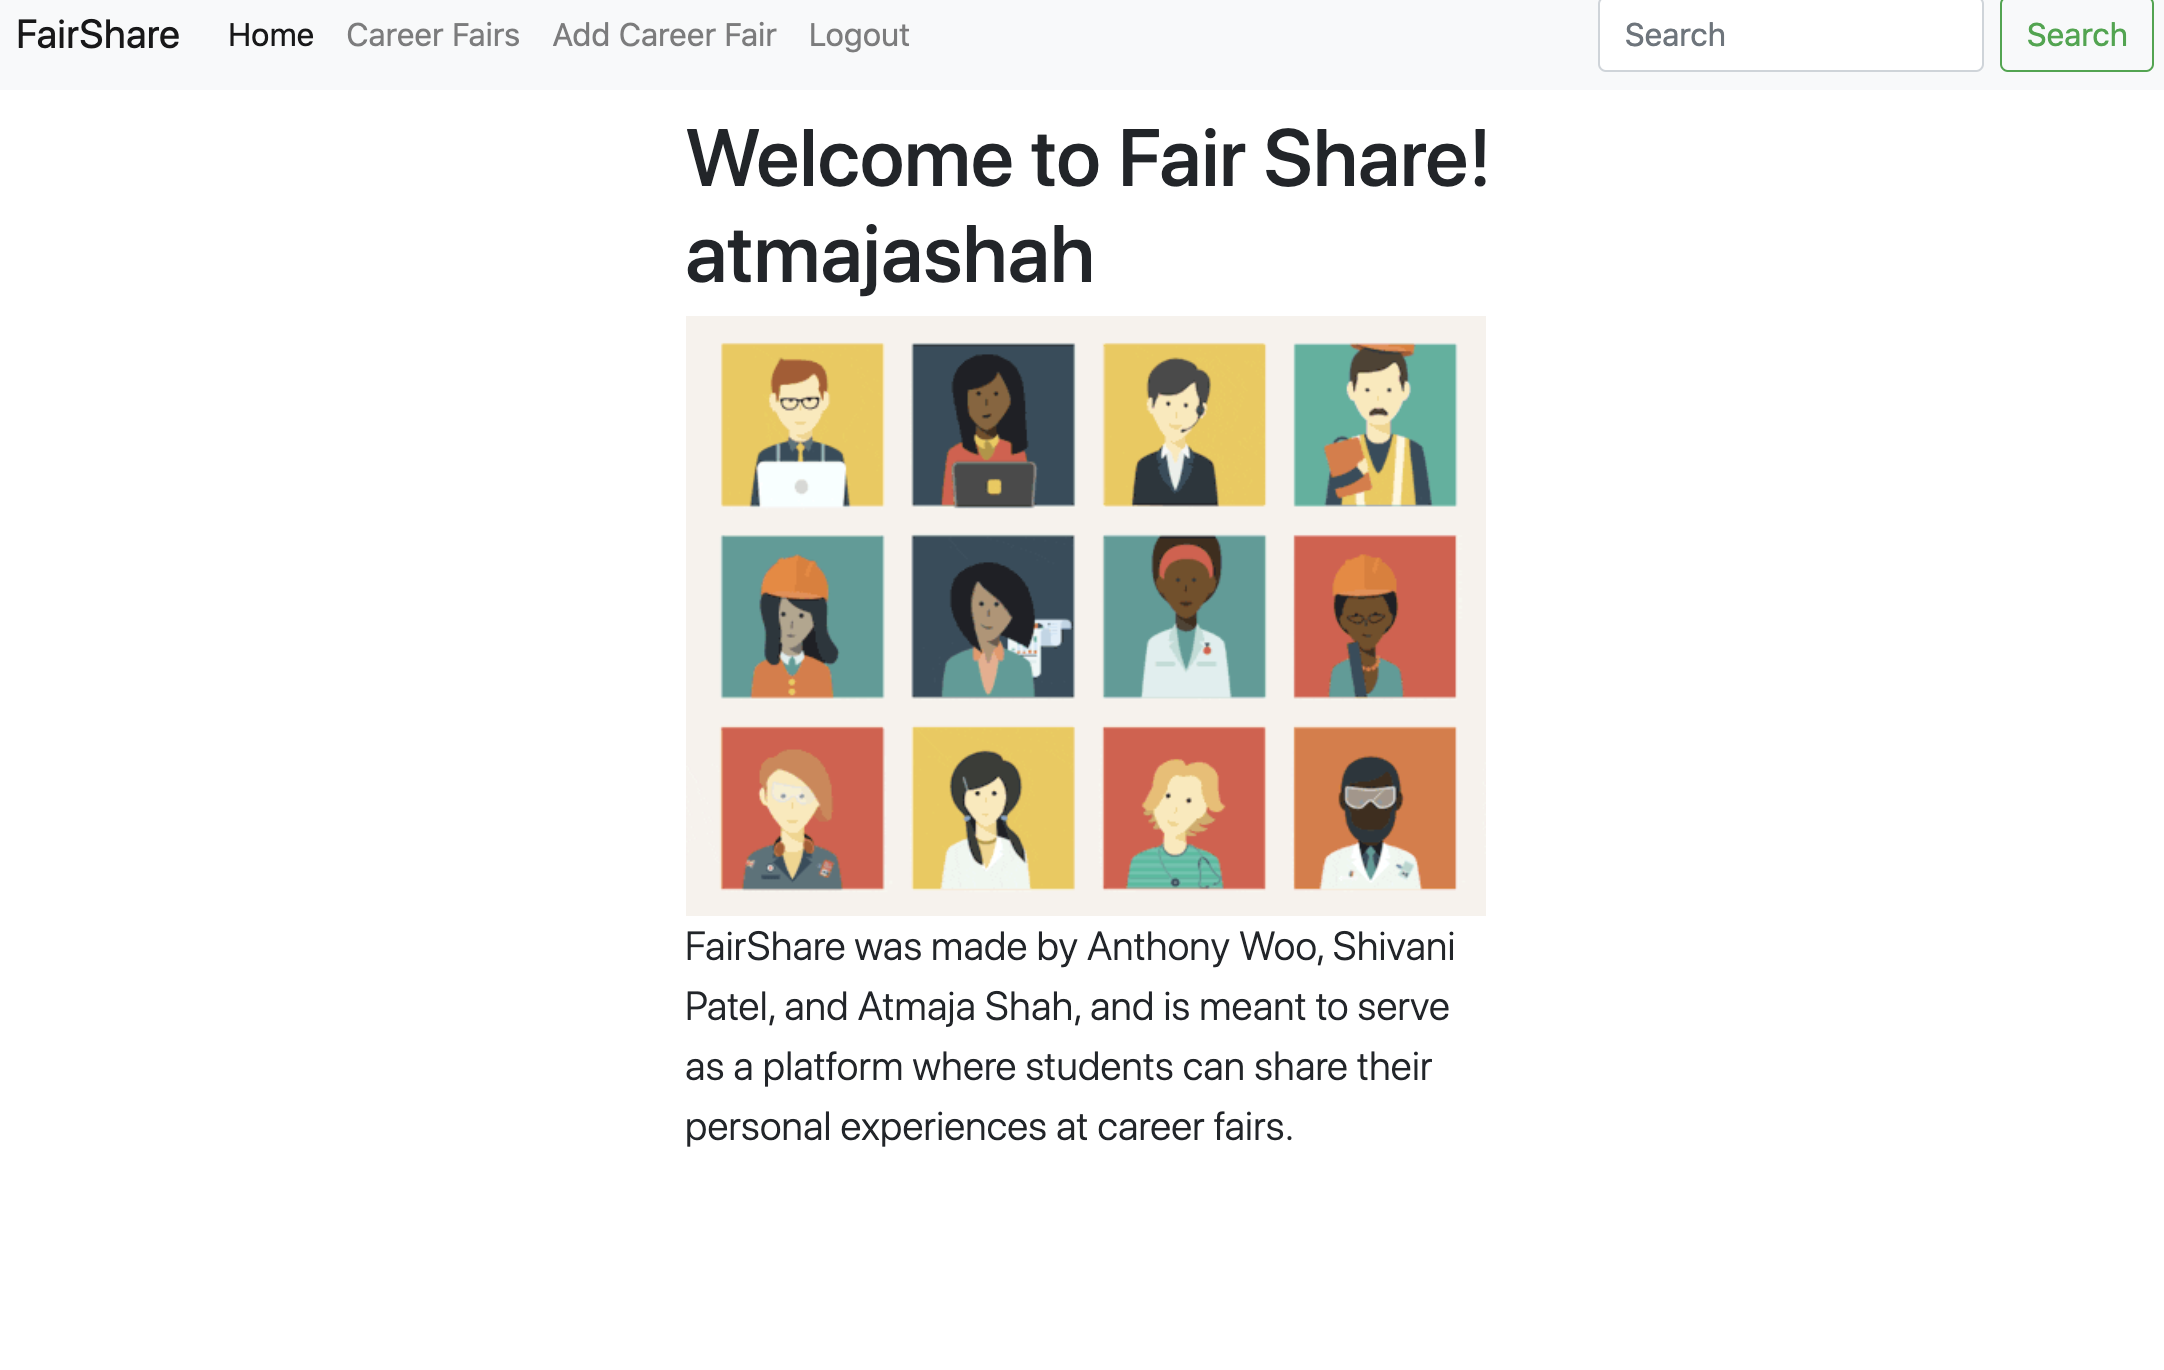 FairShare Home Career Fairs Add Career Fair Logout Search Search
Welcome to Fair Share!
atmajashah
FairShare was made by Anthony Woo, Shivani
Patel, and Atmaja Shah, and is meant to serve
as a platform where students can share their
personal experiences at career fairs.